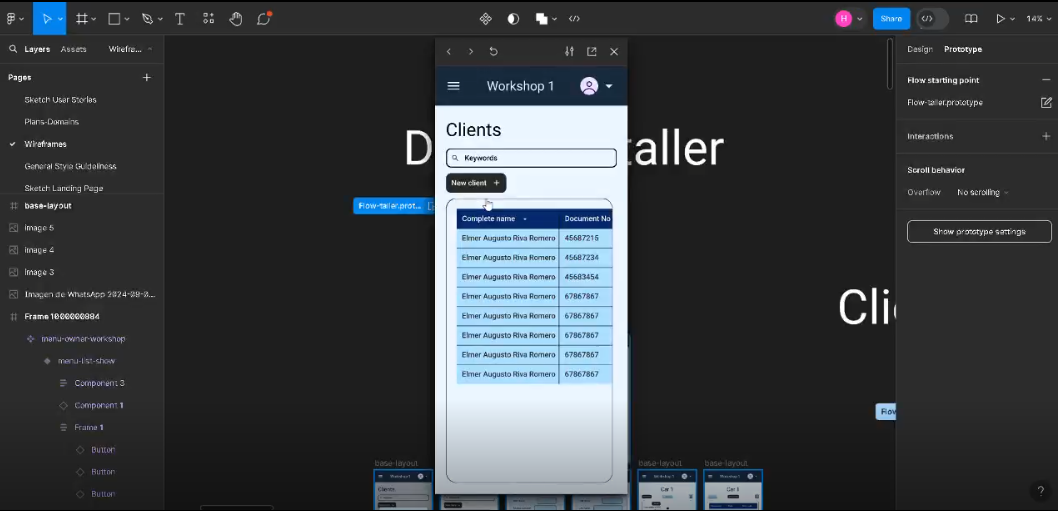 Share
14%
Layers
Assets
Wirefr...
Pages
Sketch User Stories
Plans-Domains
Wireframes
General Style Guideliness
Sketch Landing Page
base-layout
image 5
image 4
image 3
Imagen de WhatsApp 2024-09-0...
Frame 1000000004
menu-owner-workshop
menu-list-show
Component 3
Component 1
Frame 1
Button
Button
Button
H
Workshop 1
Clients
Keywords
New client +
Complete name
Document No
Elmer Augusto Riva Romero 45687215
Elmer Augusto Riva Romero 45687234
Elmer Augusto Riva Romero 45683454
Elmer Augusto Riva Romero 67867867
Elmer Augusto Riva Romero 67867867
Elmer Augusto Riva Romero 67867867
Elmer Augusto Riva Romero 67867867
Elmer Augusto Riva Romero 67867867
D
taller
Flow-taller.prot...
Clie
Flow
base-layout
base-layout
base-layout
Design
Prototype
Flow starting point
Flow-taller.prototype
Interactions
Scroll behavior
Overflow
No scrolling
Show prototype settings
?